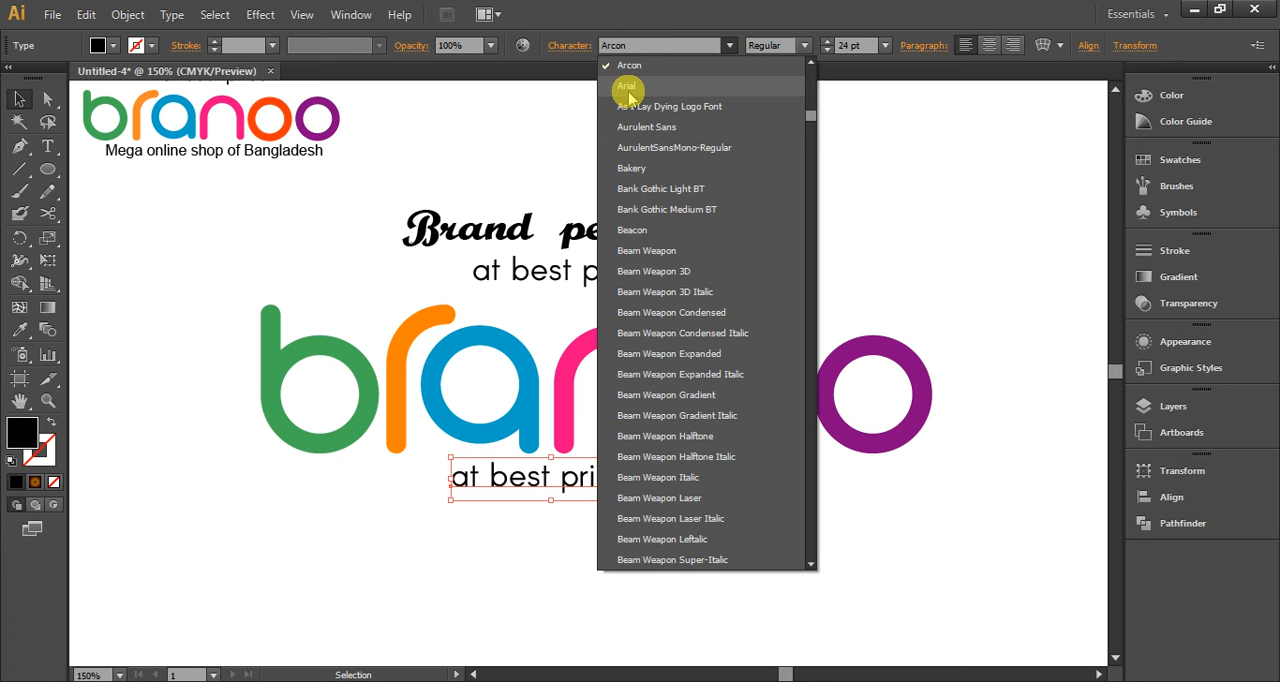 Ai File Edit Object Type Select Effect View Window Help Essentials
Type Stroke: Opacity: 100% Character: Arcon Regular 24 pt Paragraph: Align Transform
Untitled-4* @ 150% (CMYK/Preview)
branoo
Mega online shop of Bangladesh
Brand
at best
at best pri
Arcon
Arial
As I Lay Dying Logo Font
Aurulent Sans
AurulentSansMono-Regular
Bakery
Bank Gothic Light BT
Bank Gothic Medium BT
Beacon
Beam Weapon
Beam Weapon 3D
Beam Weapon 3D Italic
Beam Weapon Condensed
Beam Weapon Condensed Italic
Beam Weapon Expanded
Beam Weapon Expanded Italic
Beam Weapon Gradient
Beam Weapon Gradient Italic
Beam Weapon Halftone
Beam Weapon Halftone Italic
Beam Weapon Italic
Beam Weapon Laser
Beam Weapon Laser Italic
Beam Weapon Leftalic
Beam Weapon Super-Italic
Color
Color Guide
Swatches
Brushes
Symbols
Stroke
Gradient
Transparency
Appearance
Graphic Styles
Layers
Artboards
Transform
Align
Pathfinder
150% 1 Selection